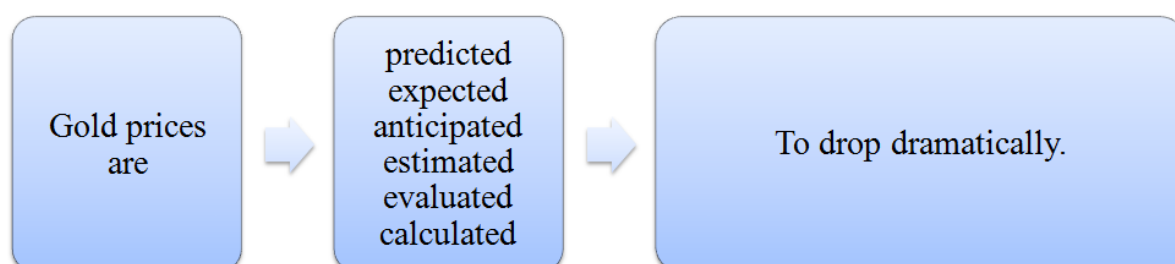 Gold prices
are
predicted
expected
anticipated
estimated
evaluated
calculated
To drop dramatically.